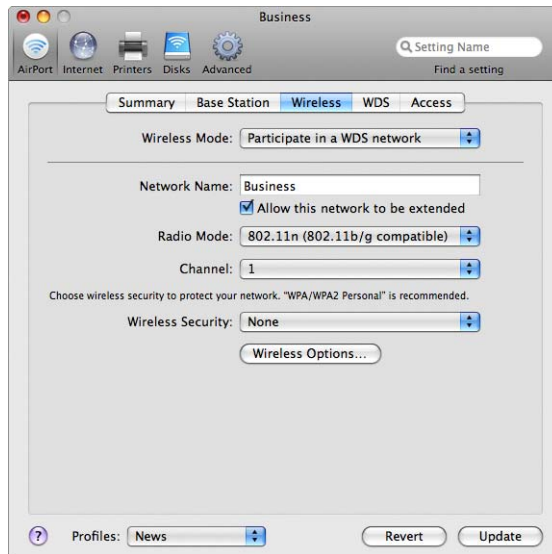 Business
Setting Name
AirPort Internet Printers Disks Advanced
Find a setting
Summary Base Station Wireless WDS Access
Wireless Mode: Participate in a WDS network
Network Name: Business
Allow this network to be extended
Radio Mode: 802.11n (802.11b/g compatible)
Channel: 1
Choose wireless security to protect your network. "WPA/WPA2 Personal" is recommended.
Wireless Security: None
Wireless Options...
? Profiles: News Revert Update